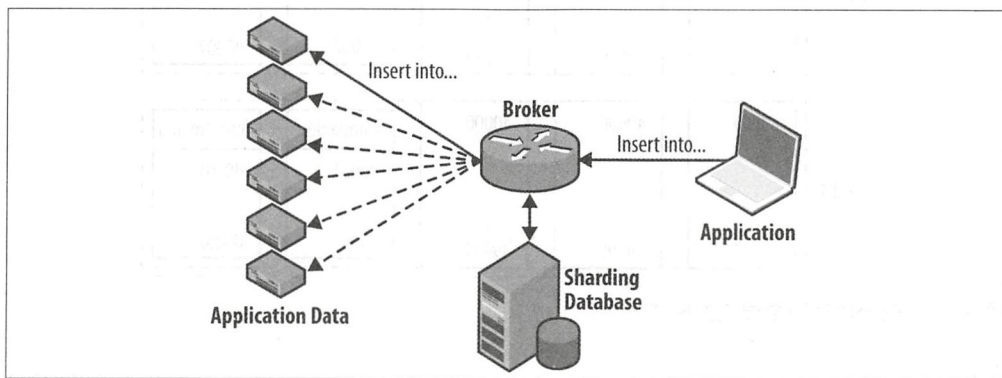 Insert into...
Broker
Insert into...
Application
Sharding
Database
Application Data